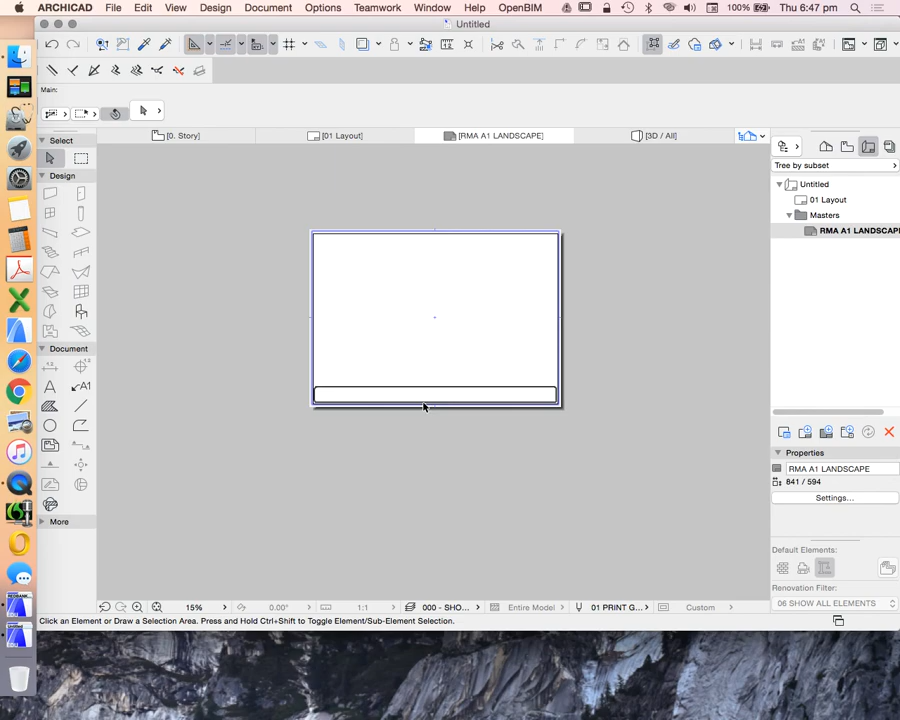 ARCHICAD File Edit View Design Document Options Teamwork Window Help OpenBIM 100% Thu 6:47 pm
Untitled
Main:
[0. Story] [01 Layout] [RMA A1 LANDSCAPE] [3D / All]
Select
Tree by subset
Design
Untitled
01 Layout
Masters
RMA A1 LANDSCAPE
Document
A A1
Properties
RMA A1 LANDSCAPE
841 / 594
Settings...
More
Default Elements:
Renovation Filter:
06 SHOW ALL ELEMENTS
15% 0.00° 1:1 000 - SHO... Entire Model 01 PRINT G... Custom
Click an Element or Draw a Selection Area. Press and Hold Ctrl+Shift to Toggle Element/Sub-Element Selection.